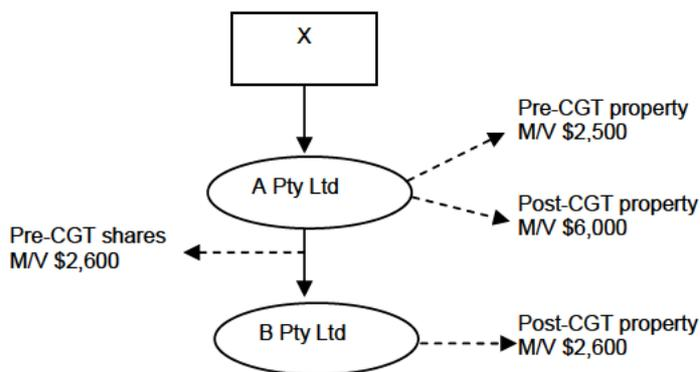 X
Pre-CGT property
M/V $2,500
A Pty Ltd
Post-CGT property
M/V $6,000
Pre-CGT shares
M/V $2,600
B Pty Ltd
Post-CGT property
M/V $2,600